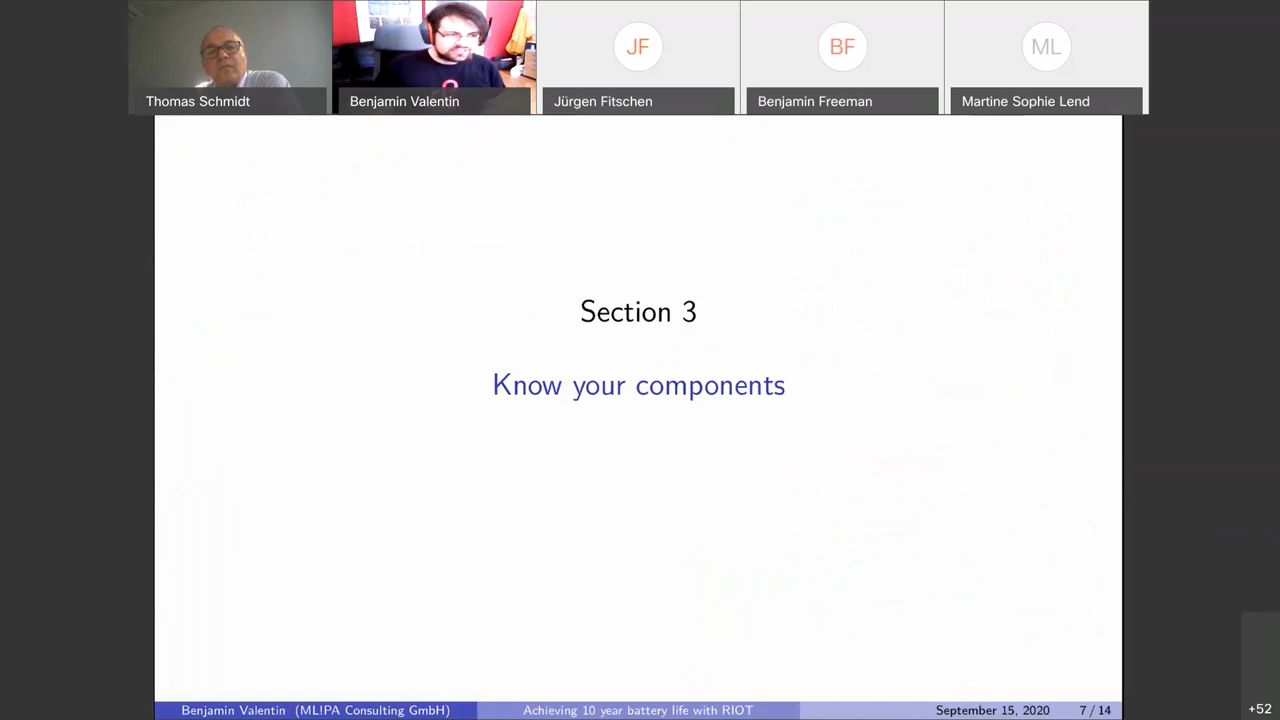 JF
BF
ML
Thomas Schmidt
Benjamin Valentin
Jürgen Fitschen
Benjamin Freeman
Martine Sophie Lend
Section 3
Know your components
Benjamin Valentin (ML!PA Consulting GmbH)
Achieving 10 year battery life with RIOT
September 15, 2020
7 / 14
+52